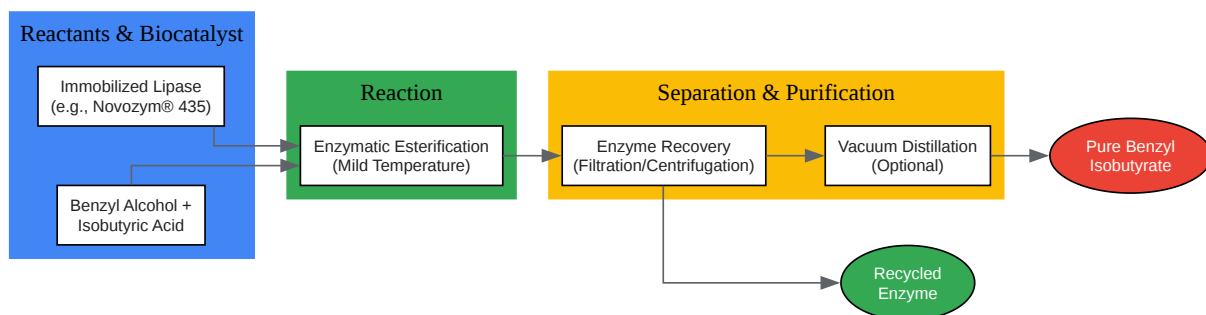 Reactants & Biocatalyst
Immobilized Lipase
(e.g., Novozym® 435)
Benzyl Alcohol +
Isobutyric Acid
Reaction
Enzymatic Esterification
(Mild Temperature)
Separation & Purification
Enzyme Recovery
(Filtration/Centrifugation)
Vacuum Distillation
(Optional)
Pure Benzyl
Isobutyrate
Recycled
Enzyme